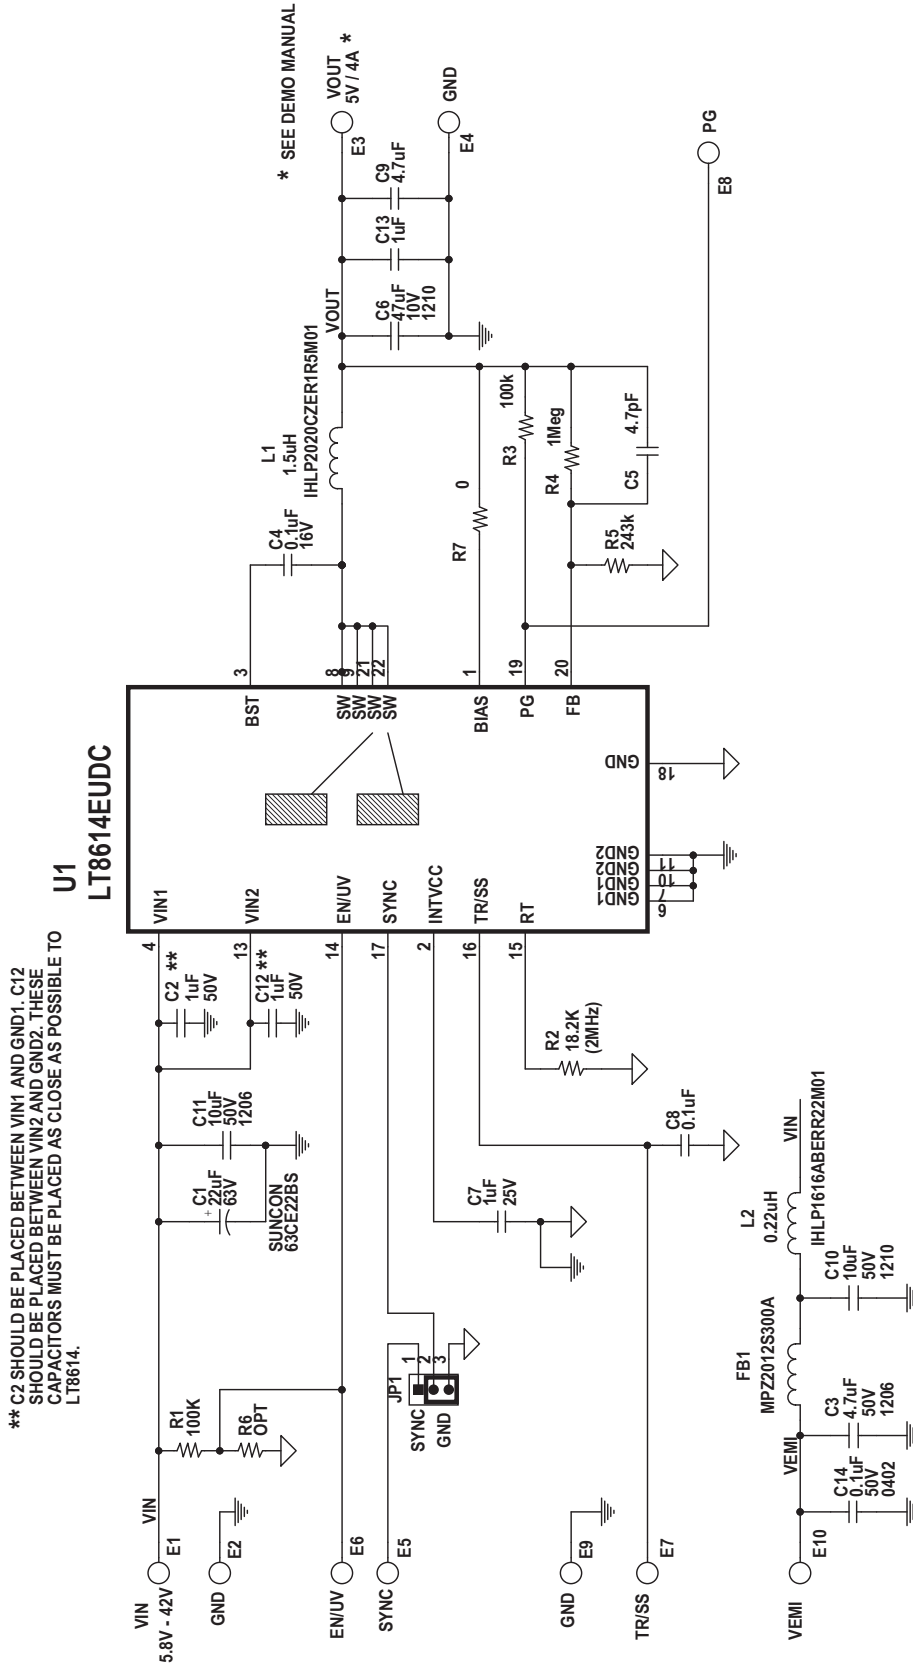 ** C2 SHOULD BE PLACED BETWEEN VIN1 AND GND1. C12
SHOULD BE PLACED BETWEEN VIN2 AND GND2. THESE
CAPACITORS MUST BE PLACED AS CLOSE AS POSSIBLE TO
LT8614.
U1
LT8614EUDC
* SEE DEMO MANUAL
VIN
5.8V - 42V
E1
VIN
GND
E2
R1
100K
R6
OPT
C1
+
22uF
63V
SUNCON
63CE22BS
C11
10uF
50V
1206
C2 **
1uF
50V
C12 **
1uF
50V
4
VIN1
13
VIN2
14
EN/UV
17
SYNC
2
INTVCC
16
TR/SS
15
RT
EN/UV
E6
SYNC
E5
JP1
SYNC
GND
1
2
3
C7
1uF
25V
R2
18.2K
(2MHz)
GND
E9
TR/SS
E7
C8
0.1uF
BST
3
SW
8
SW
9
SW
21
SW
22
BIAS
1
PG
19
FB
20
GND1
6
GND1
7
GND2
10
GND2
11
GND
18
C4
0.1uF
16V
L1
1.5uH
IHLP2020CZER1R5M01
VOUT
C6
47uF
10V
1210
C13
1uF
C9
4.7uF
VOUT
5V / 4A *
E3
GND
E4
R7
0
R3
100k
R4
1Meg
C5
4.7pF
R5
243k
PG
E8
VEMI
E10
VEMI
C14
0.1uF
50V
0402
C3
4.7uF
50V
1206
FB1
MPZ2012S300A
C10
10uF
50V
1210
L2
0.22uH
IHLP1616ABERR22M01
VIN